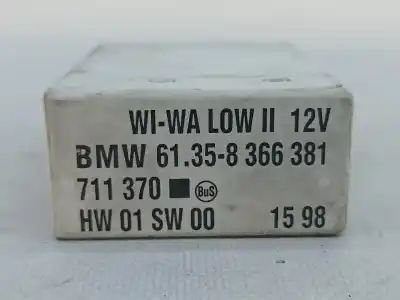 WI-WA LOW II 12V
BMW 61.35-8 366 381
711 370 ■ BuS
HW 01 SW 00 15 98